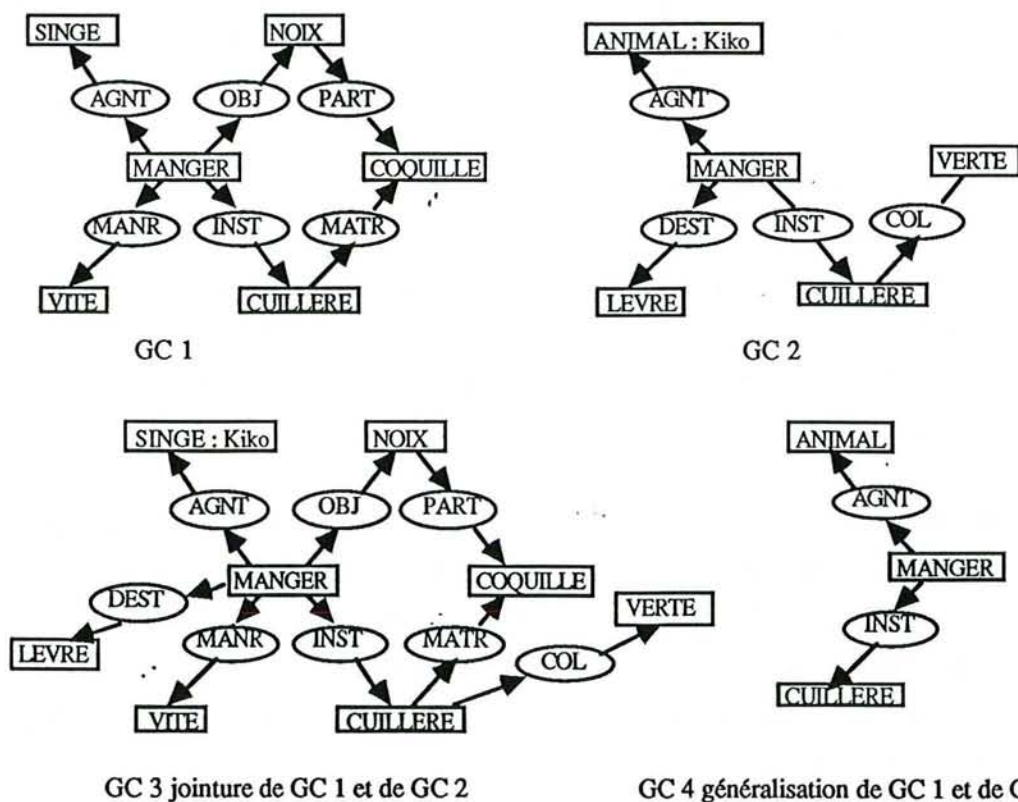 SINGE
NOIX
AGNT
OBJ
PART
MANGER
COQUILLE
MANR
INST
MATR
VITE
CUILLERE
GC 1
ANIMAL : Kiko
AGNT
MANGER
VERTE
DEST
INST
COL
LEVRE
CUILLERE
GC 2
SINGE : Kiko
NOIX
AGNT
OBJ
PART
MANGER
COQUILLE
DEST
VERTE
LEVRE
MANR
INST
MATR
COL
VITE
CUILLERE
GC 3 jointure de GC 1 et de GC 2
ANIMAL
AGNT
MANGER
INST
CUILLERE
GC 4 généralisation de GC 1 et de